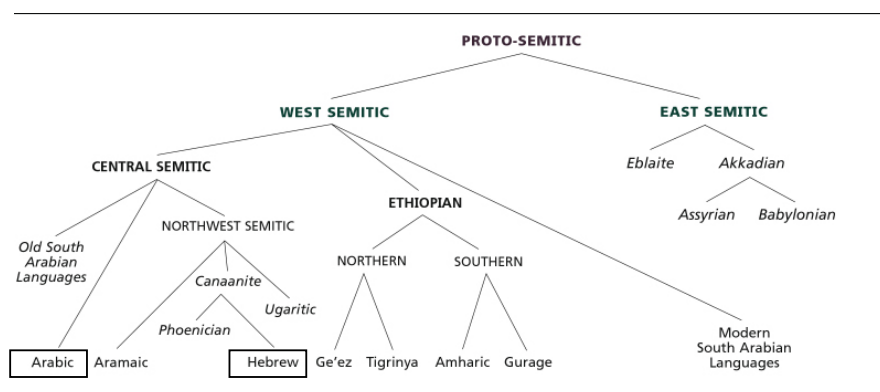 PROTO-SEMITIC
WEST SEMITIC
EAST SEMITIC
CENTRAL SEMITIC
Eblaite
Akkadian
ETHIOPIAN
Assyrian
Babylonian
NORTHWEST SEMITIC
Old South
Arabian
Languages
NORTHERN
SOUTHERN
Canaanite
Ugaritic
Phoenician
Modern
South Arabian
Languages
Arabic
Aramaic
Hebrew
Ge'ez
Tigrinya
Amharic
Gurage